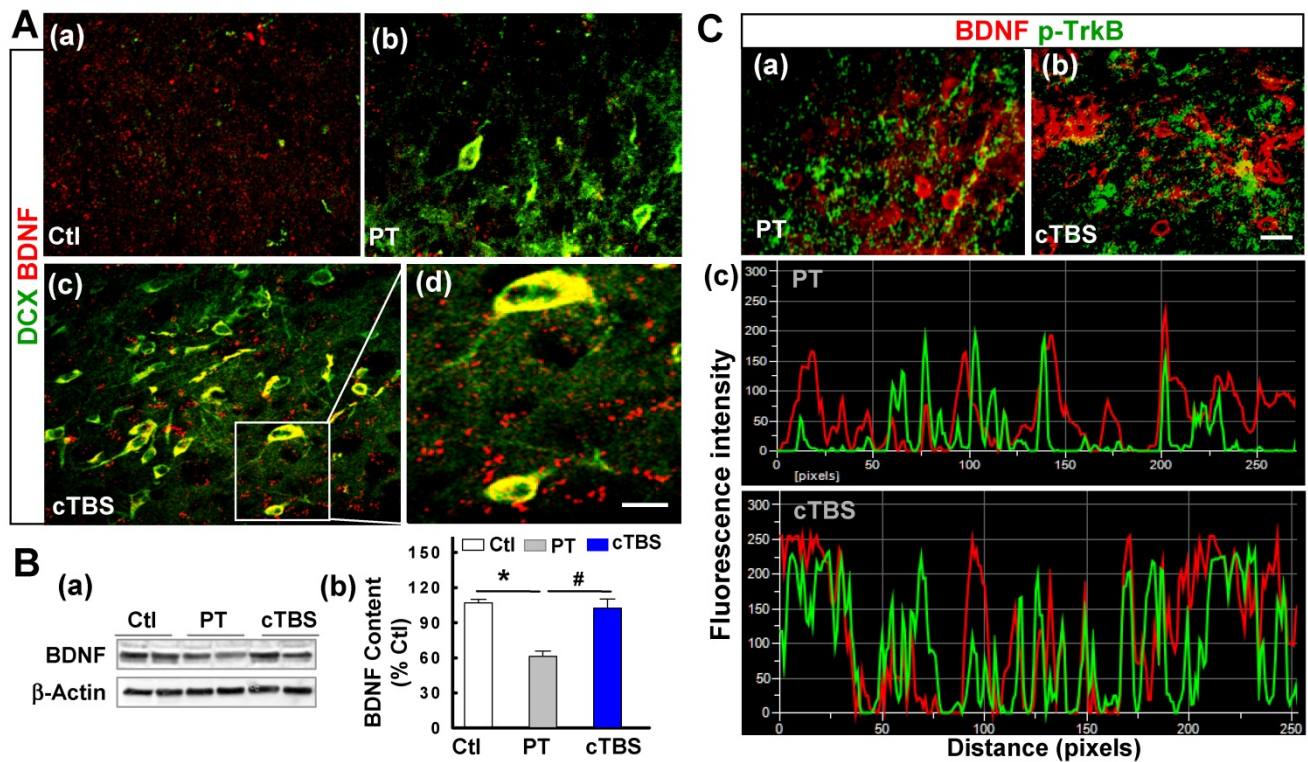 A
(a)
(b)
Ctl
PT
DCX BDNF
(c)
(d)
cTBS
B
(a)
Ctl PT cTBS
BDNF
β-Actin
(b)
Ctl PT cTBS
BDNF Content
(% Ctl)
150
120
90
60
30
0
* #
Ctl PT cTBS
C
BDNF p-TrkB
(a)
(b)
PT
cTBS
(c)
Fluorescence intensity
PT
300
250
200
150
100
50
0
0 50 100 150 200 250
[pixels]
cTBS
300
250
200
150
100
50
0
0 50 100 150 200 250
Distance (pixels)